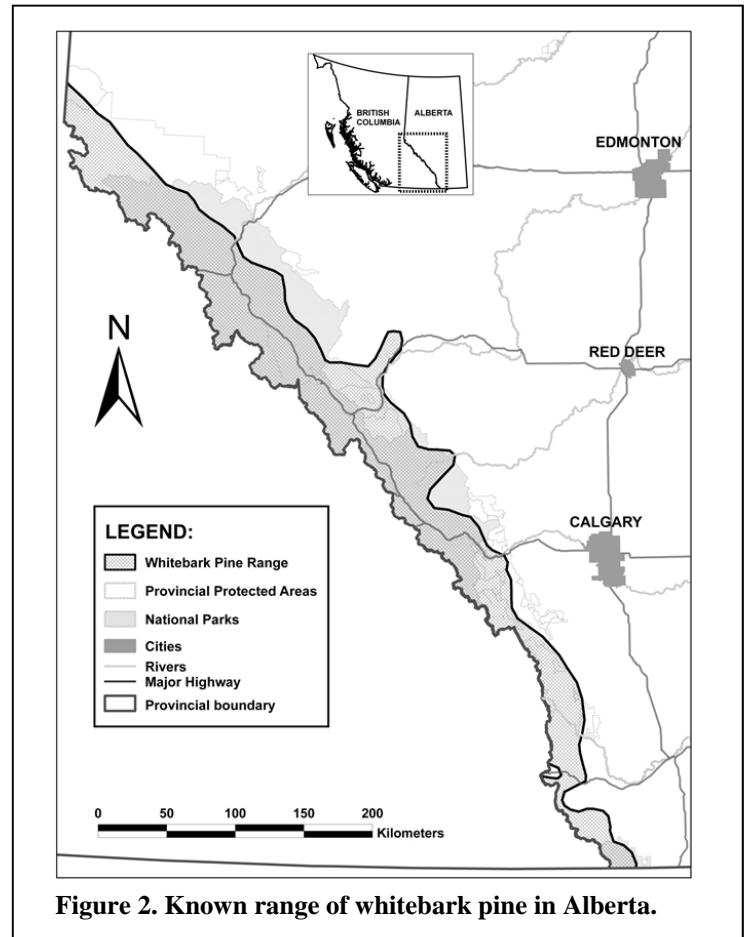 BRITISH
COLUMBIA
ALBERTA
EDMONTON
N
RED DEER
CALGARY
LEGEND:
Whitebark Pine Range
Provincial Protected Areas
National Parks
Cities
Rivers
Major Highway
Provincial boundary
0 50 100 150 200
Kilometers
Figure 2. Known range of whitebark pine in Alberta.